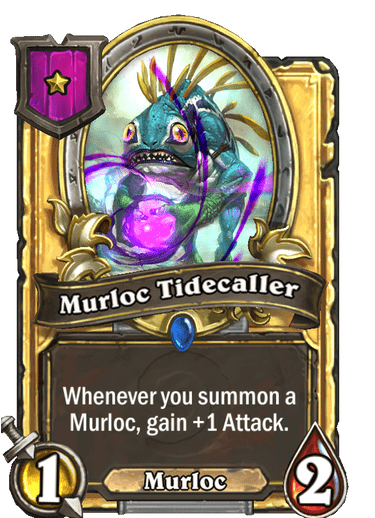 Murloc Tidecaller
Whenever you summon a
Murloc, gain +1 Attack.
1
Murloc
2